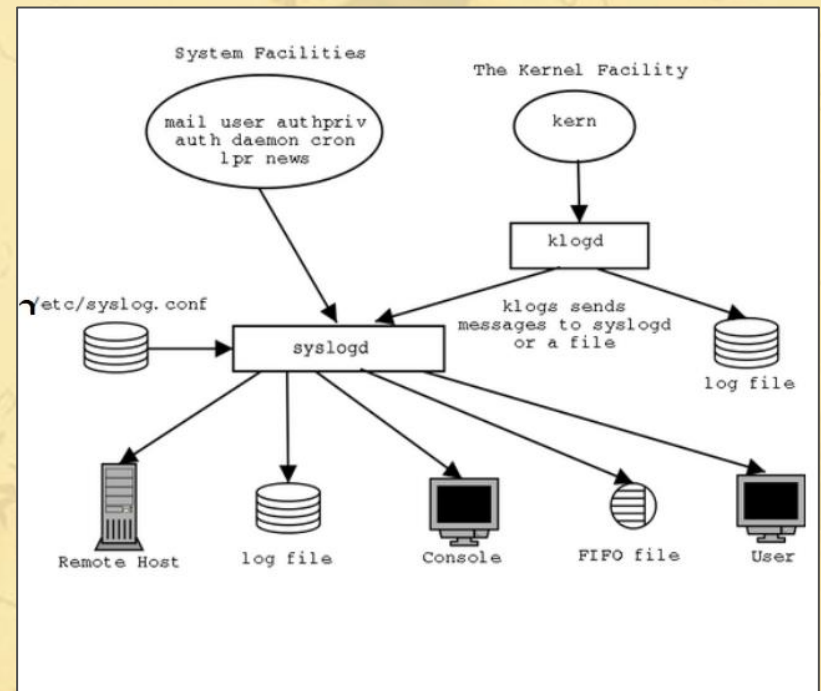 System Facilities
The Kernel Facility
mail user authpriv
auth daemon cron
lpr news
kern
klogd
/etc/syslog.conf
klogs sends
messages to syslogd
or a file
syslogd
log file
Remote Host
log file
Console
FIFO file
User